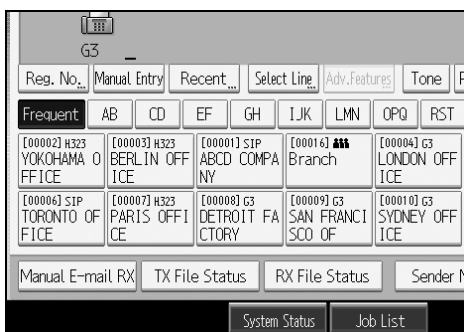 G3 _
Reg. No. Manual Entry Recent Select Line Adv.Features Tone
Frequent AB CD EF GH IJK LMN OPQ RST
[00002] H323 [00003] H323 [00001] SIP [00016] [00004] G3
YOKOHAMA O BERLIN OFF ABCD COMPA Branch LONDON OFF
FFICE ICE NY ICE
[00006] SIP [00007] H323 [00008] G3 [00009] G3 [00010] G3
TORONTO OF PARIS OFFI DETROIT FA SAN FRANCI SYDNEY OFF
FICE CE CTORY SCO OF ICE
Manual E-mail RX TX File Status RX File Status Sender
System Status Job List